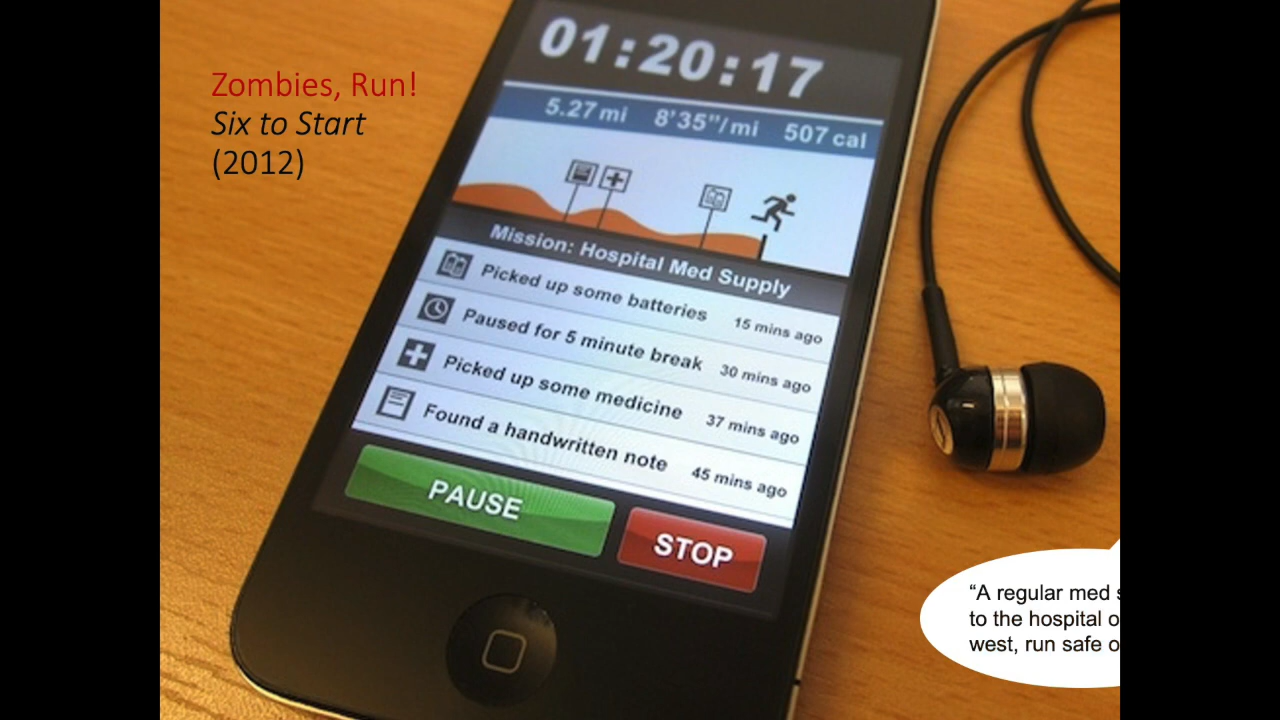 Zombies, Run!
Six to Start
(2012)
01:20:17
5.27 mi 8'35"/mi 507 cal
Mission: Hospital Med Supply
Picked up some batteries 15 mins ago
Paused for 5 minute break 30 mins ago
Picked up some medicine 37 mins ago
Found a handwritten note 45 mins ago
PAUSE
STOP
“A regular med
to the hospital
west, run safe